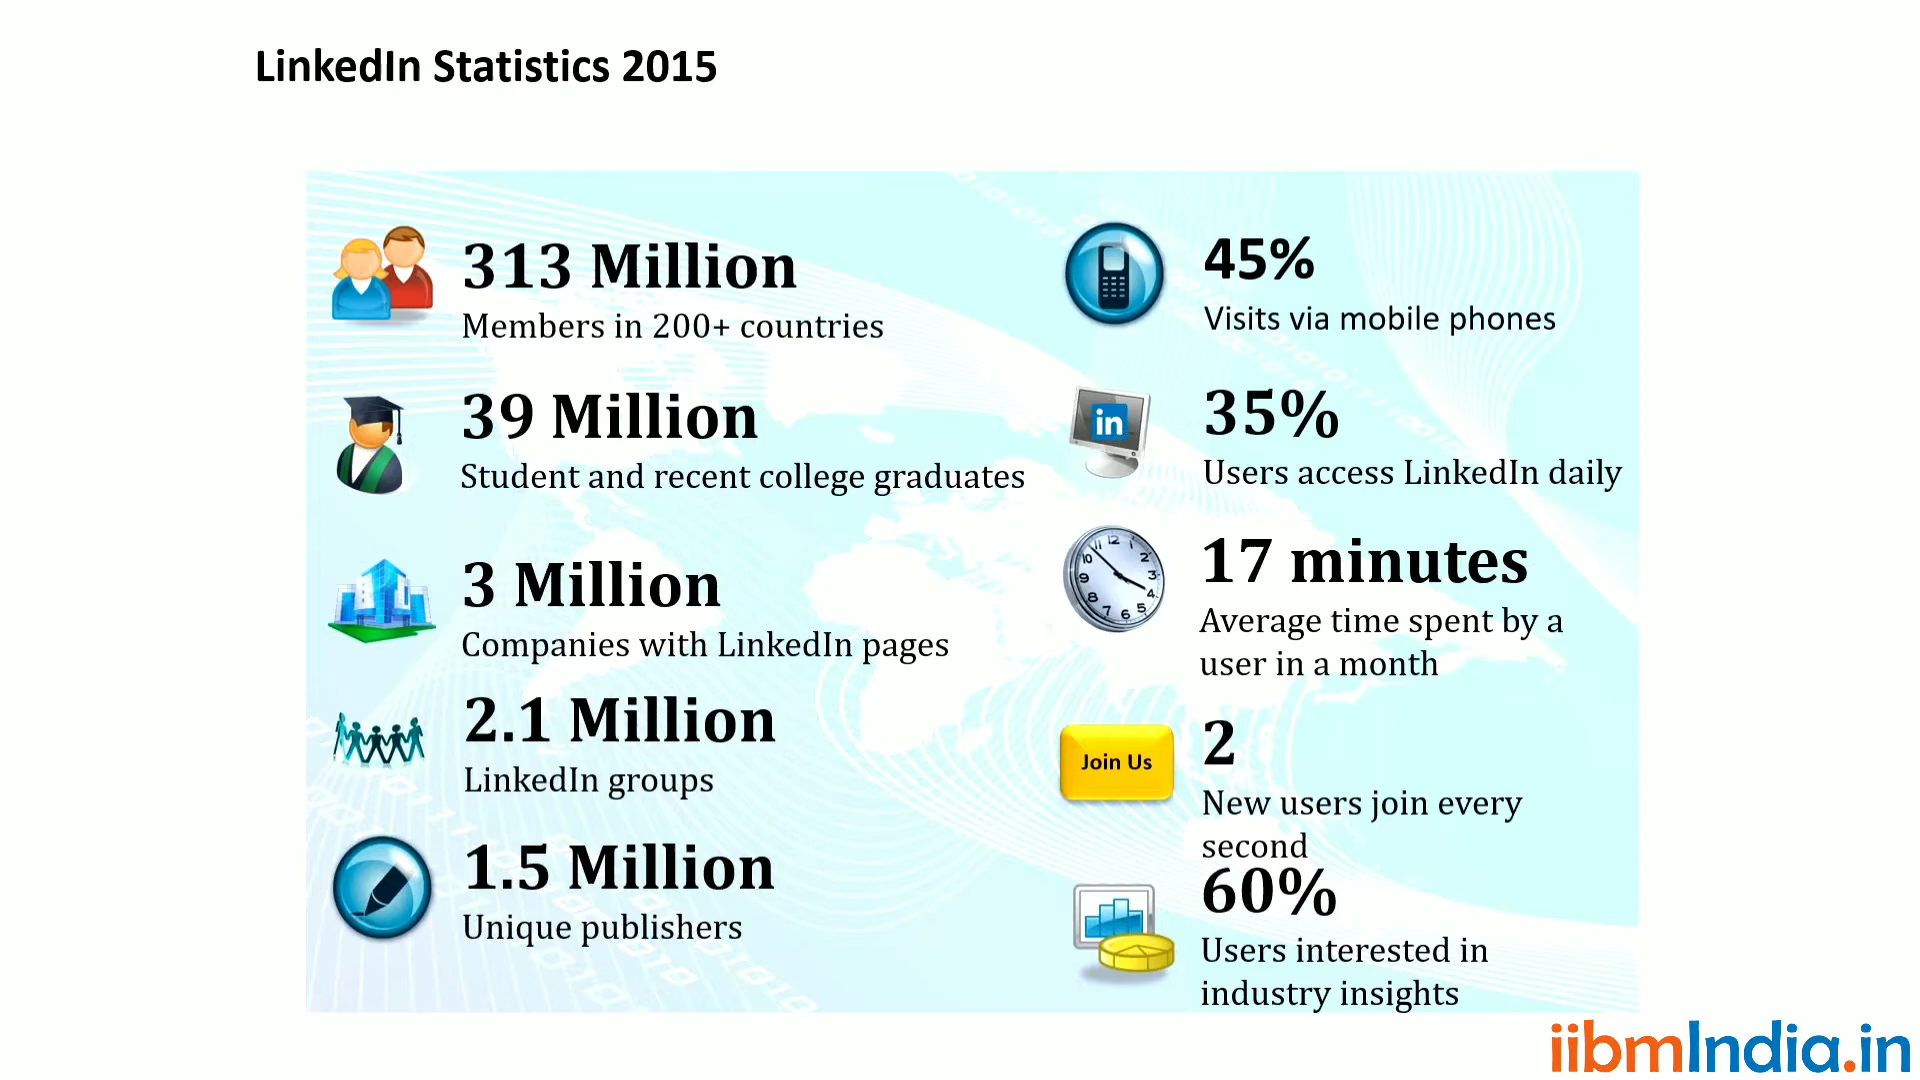 LinkedIn Statistics 2015
313 Million
Members in 200+ countries
39 Million
Student and recent college graduates
3 Million
Companies with LinkedIn pages
2.1 Million
LinkedIn groups
1.5 Million
Unique publishers
45%
Visits via mobile phones
in
35%
Users access LinkedIn daily
17 minutes
Average time spent by a
user in a month
Join Us
2
New users join every
second
60%
Users interested in
industry insights
iibmIndia.in